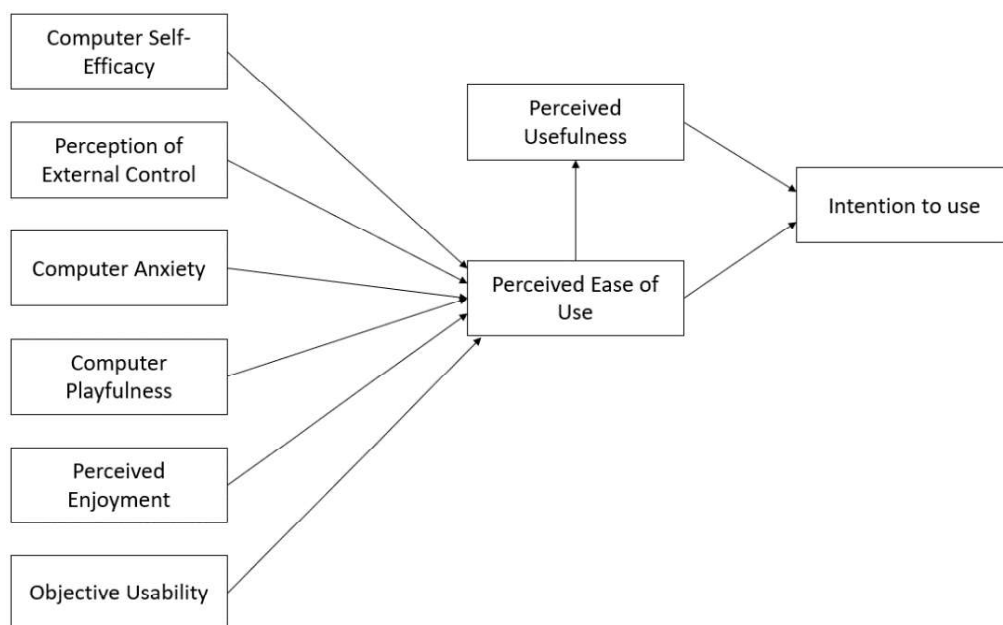 Computer Self-
Efficacy
Perception of
External Control
Computer Anxiety
Computer
Playfulness
Perceived
Enjoyment
Objective Usability
Perceived
Usefulness
Perceived Ease of
Use
Intention to use